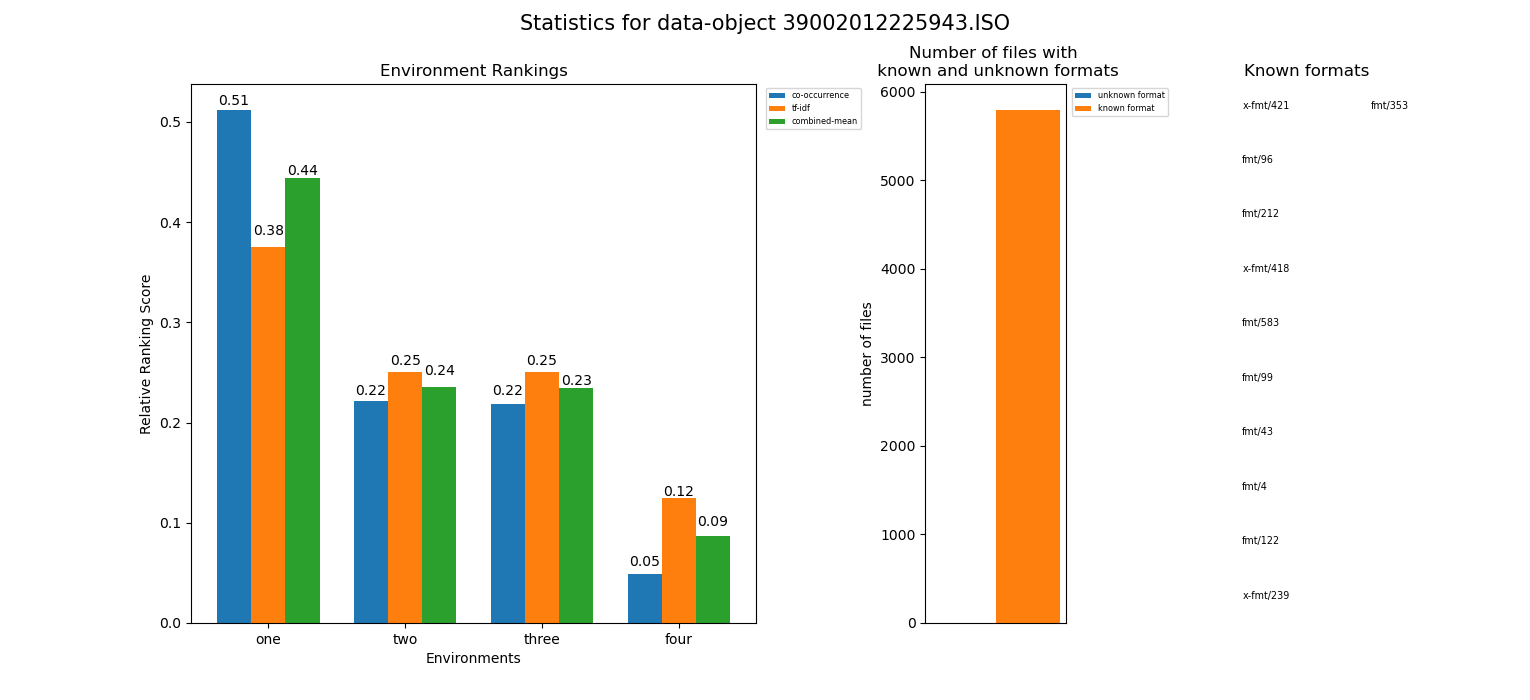 Statistics for data-object 39002012225943.ISO
Environment Rankings
Relative Ranking Score
0.5
0.4
0.3
0.2
0.1
0.0
0.51
0.38
0.44
0.22
0.25
0.24
0.22
0.25
0.23
0.05
0.12
0.09
one two three four
Environments
co-occurrence
tf-idf
combined-mean
Number of files with
known and unknown formats
number of files
6000
5000
4000
3000
2000
1000
0
unknown format
known format
Known formats
x-fmt/421 fmt/353
fmt/96
fmt/212
x-fmt/418
fmt/583
fmt/99
fmt/43
fmt/4
fmt/122
x-fmt/239